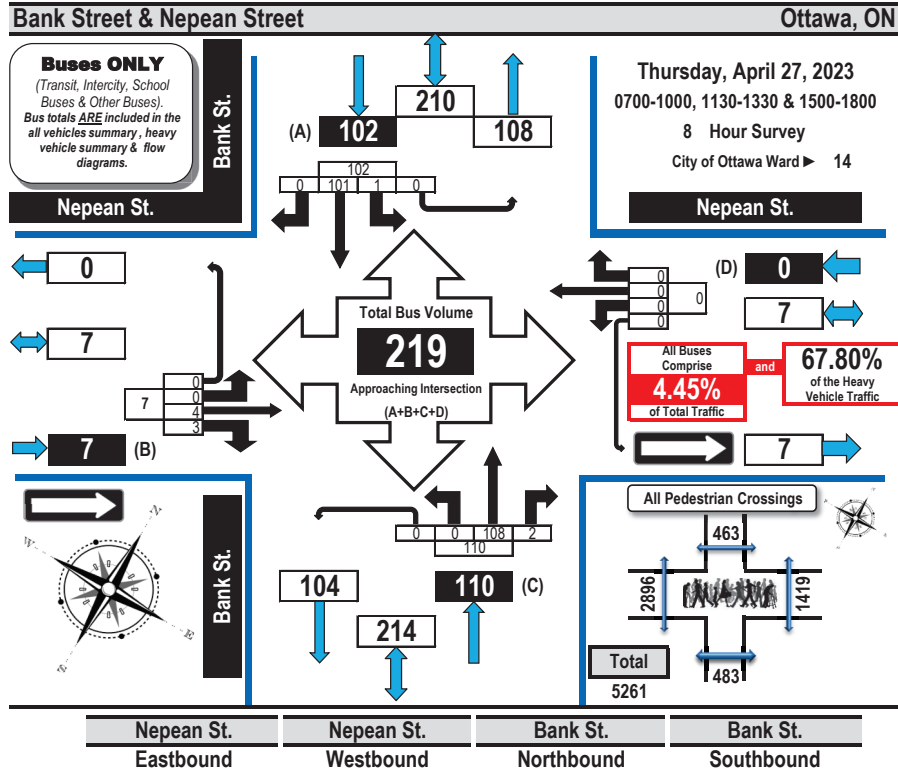 Bank Street & Nepean Street
Ottawa, ON
Buses ONLY
(Transit, Intercity, School
Buses & Other Buses).
Bus totals ARE included in the
all vehicles summary , heavy
vehicle summary & flow
diagrams.
Bank St.
Nepean St.
210
(A) 102
108
102
0 101 1 0
Thursday, April 27, 2023
0700-1000, 1130-1330 & 1500-1800
8 Hour Survey
City of Ottawa Ward ► 14
Nepean St.
0
7
0
0
7
4
3
7 (B)
Total Bus Volume
219
Approaching Intersection
(A+B+C+D)
(D) 0
0
0
0
0
0
7
All Buses
Comprise
4.45%
of Total Traffic
and
67.80%
of the Heavy
Vehicle Traffic
7
N
W
E
S
Bank St.
0 0 108 2
110
104
110 (C)
214
All Pedestrian Crossings
463
2896
1419
483
Total
5261
Nepean St. Nepean St. Bank St. Bank St.
Eastbound Westbound Northbound Southbound